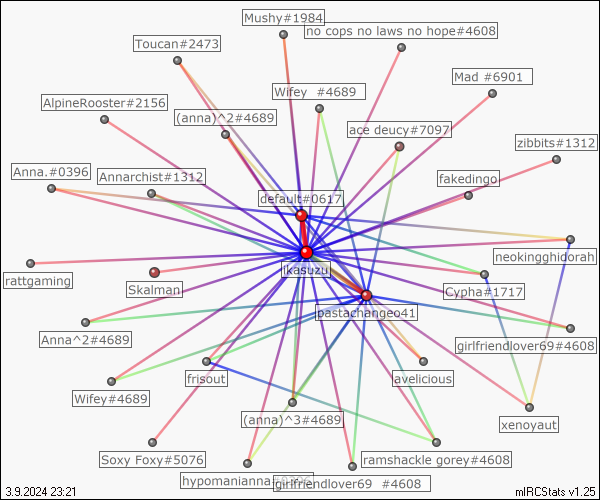 Mushy#1984
no cops no laws no hope#4608
Toucan#2473
Mad #6901
Wifey  #4689
AlpineRooster#2156
(anna)^2#4689
ace deucy#7097
zibbits#1312
Anna.#0396
Annarchist#1312
fakedingo
default#0617
neokingghidorah
jkasuzu
rattgaming
Skalman
Cypha#1717
pastachangeo41
Anna^2#4689
girlfriendlover69#4608
frisout
avelicious
Wifey#4689
(anna)^3#4689
xenoyaut
Soxy Foxy#5076
ramshackle gorey#4608
hypomanianna
girlfriendlover69  #4608
3.9.2024 23:21
mIRCStats v1.25